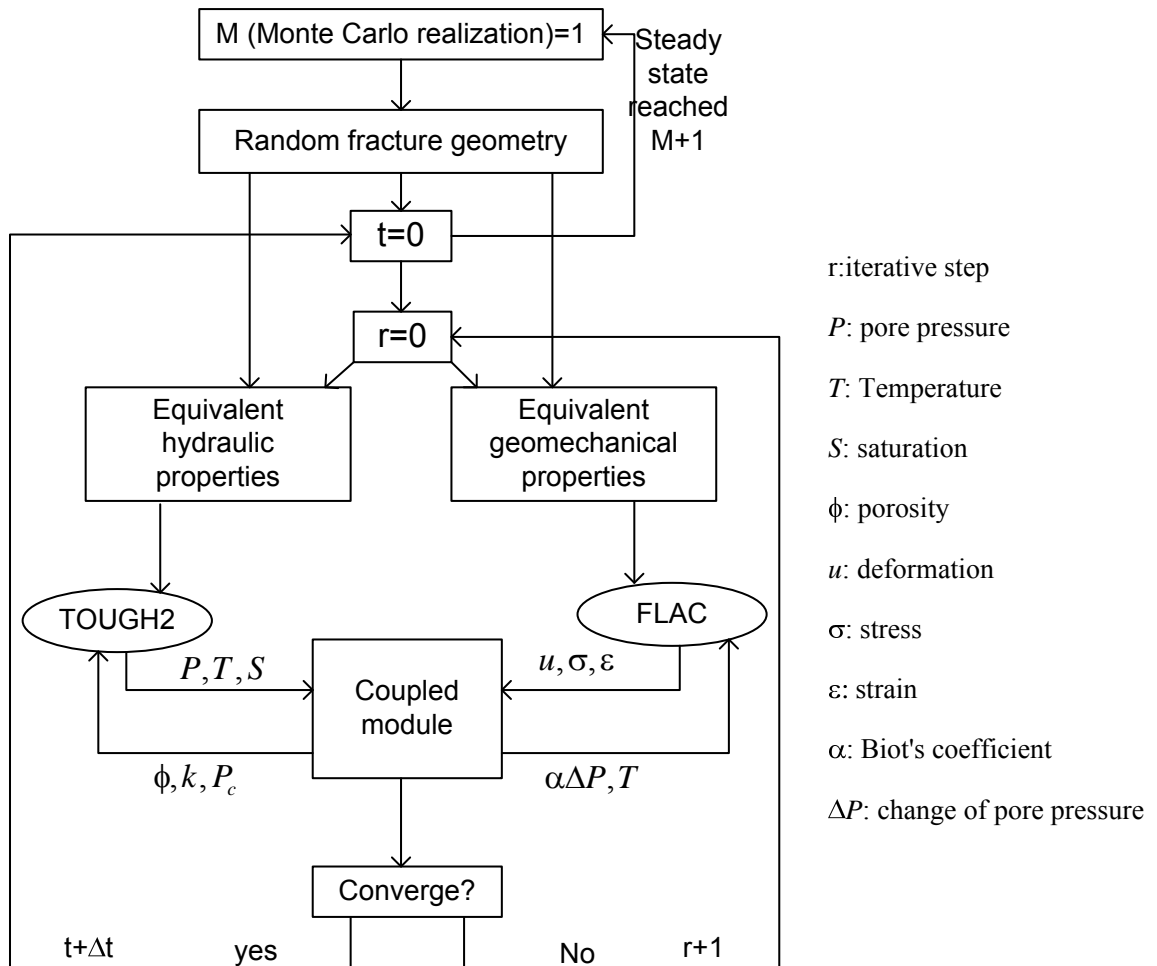 M (Monte Carlo realization)=1
Steady
state
reached
M+1
Random fracture geometry
t=0
r=0
Equivalent
hydraulic
properties
Equivalent
geomechanical
properties
TOUGH2
FLAC
P,T,S
u,σ,ε
Coupled
module
ϕ,k,P_c
αΔP,T
Converge?
t+Δt
yes
No
r+1
r:iterative step
P: pore pressure
T: Temperature
S: saturation
ϕ: porosity
u: deformation
σ: stress
ε: strain
α: Biot's coefficient
ΔP: change of pore pressure